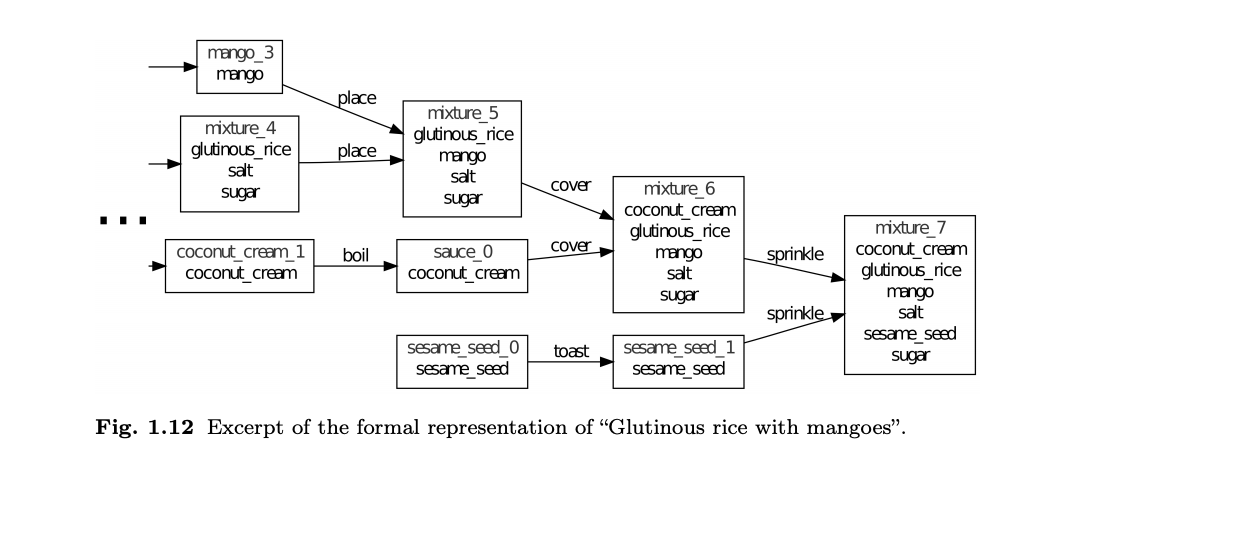 mango_3
mango
place
mixture_4
glutinous_rice
salt
sugar
place
mixture_5
glutinous_rice
mango
salt
sugar
cover
coconut_cream_1
coconut_cream
boil
sauce_0
coconut_cream
cover
mixture_6
coconut_cream
glutinous_rice
mango
salt
sugar
sprinkle
sesame_seed_0
sesame_seed
toast
sesame_seed_1
sesame_seed
sprinkle
mixture_7
coconut_cream
glutinous_rice
mango
salt
sesame_seed
sugar
...
Fig. 1.12 Excerpt of the formal representation of “Glutinous rice with mangoes”.